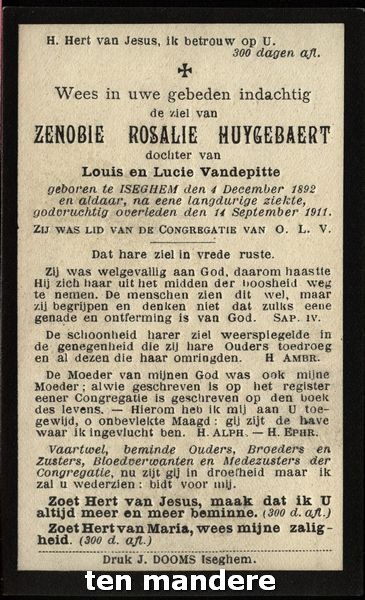 H. Hert van Jesus, ik betrouw op U.
300 dagen afl.
Wees in uwe gebeden indachtig
de ziel van
ZENOBIE ROSALIE HUYGEBAERT
dochter van
Louis en Lucie Vandepitte
geboren te ISEGHEM den 4 December 1892
en aldaar, na eene langdurige ziekte,
godvruchtig overleden den 14 September 1911.
ZIJ WAS LID VAN DE CONGREGATIE VAN O. L. V.
Dat hare ziel in vrede ruste.
Zij was welgevallig aan God, daarom haastte
Hij zich haar uit het midden der boosheid weg
te nemen. De menschen zien dit wel, maar
zij begrijpen en denken niet dat zulks eene
genade en ontferming is van God. SAP. IV.
De schoonheid harer ziel weerspiegelde in
de genegenheid die zij hare Ouders toedroeg
en al dezen die haar omringden. H AMBR.
De Moeder van mijnen God was ook mijne
Moeder; alwie geschreven is op het register
eener Congregatie is geschreven op den boek
des levens. — Hierom heb ik mij aan U toe-
gewijd, o onbevlekte Maagd: gij zijt de have
waar ik ingevlucht ben. H. ALPH. — H. EPHR.
Vaartwel, beminde Ouders, Broeders en
Zusters, Bloedverwanten en Medezusters der
Congregatie, nu zijt gij in droefheid maar ik
zal u wederzien: bidt voor mij.
Zoet Hert van Jesus, maak dat ik U
altijd meer en meer beminne. (300 d. afl.)
Zoet Hert van Maria, wees mijne zalig-
heid. (300 d. afl.)
Druk J. DOOMS Iseghem.
ten mandere